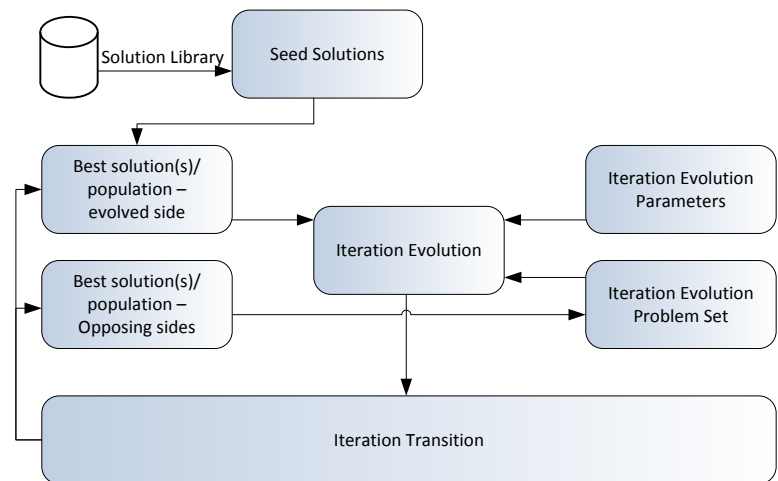 Solution Library
Seed Solutions
Best solution(s)/
population –
evolved side
Iteration Evolution
Parameters
Iteration Evolution
Best solution(s)/
population –
Opposing sides
Iteration Evolution
Problem Set
Iteration Transition